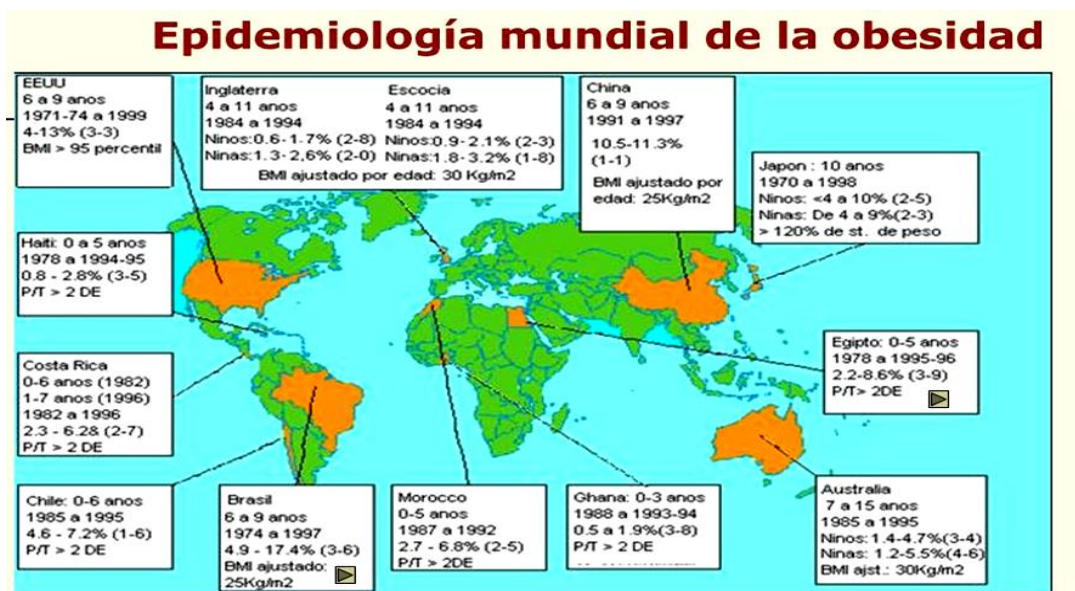 Epidemiología mundial de la obesidad
EEUU
6 a 9 anos
1971-74 a 1999
4-13% (3-3)
BMI > 95 percentil
Inglaterra
4 a 11 anos
1984 a 1994
Ninos:0.6-1.7% (2-8)
Ninas:1.3-2,6% (2-0)
Escocia
4 a 11 anos
1984 a 1994
Ninos:0.9-2.1% (2-3)
Ninas:1.8-3.2% (1-8)
BMI ajustado por edad: 30 Kg/m2
China
6 a 9 anos
1991 a 1997
10.5-11.3%
(1-1)
BMI ajustado por
edad: 25Kg/m2
Japon : 10 anos
1970 a 1998
Ninos: <4 a 10% (2-5)
Ninas: De 4 a 9%(2-3)
> 120% de st. de peso
Haiti: 0 a 5 anos
1978 a 1994-95
0.8 - 2.8% (3-5)
P/T > 2 DE
Costa Rica
0-6 anos (1982)
1-7 anos (1996)
1982 a 1996
2.3 - 6.28 (2-7)
P/T > 2 DE
Egipto: 0-5 anos
1978 a 1995-96
2.2-8.6% (3-9)
P/T> 2DE
Chile: 0-6 anos
1985 a 1995
4.6 - 7.2% (1-6)
P/T > 2 DE
Brasil
6 a 9 anos
1974 a 1997
4.9 - 17.4% (3-6)
BMI ajustado:
25Kg/m2
Morocco
0-5 anos
1987 a 1992
2.7 - 6.8% (2-5)
P/T > 2DE
Ghana: 0-3 anos
1988 a 1993-94
0.5 a 1.9%(3-8)
P/T > 2 DE
Australia
7 a 15 anos
1985 a 1995
Ninos: 1.4-4.7%(3-4)
Ninas: 1.2-5.5%(4-6)
BMI ajst.: 30Kg/m2